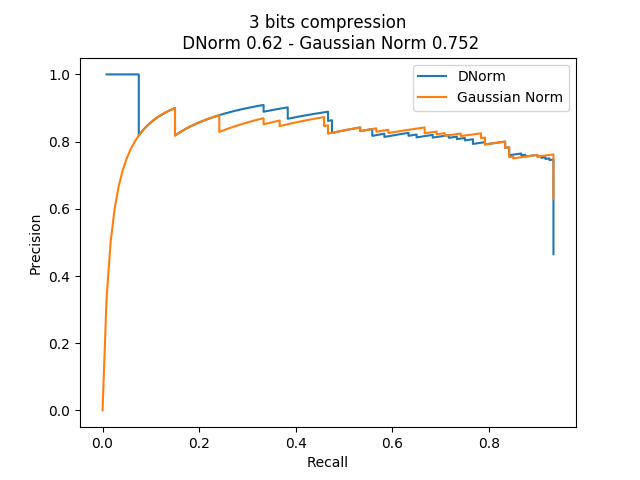 3 bits compression
DNorm 0.62 - Gaussian Norm 0.752
1.0
0.8
0.6
0.4
0.2
0.0
Precision
DNorm
Gaussian Norm
0.0 0.2 0.4 0.6 0.8
Recall